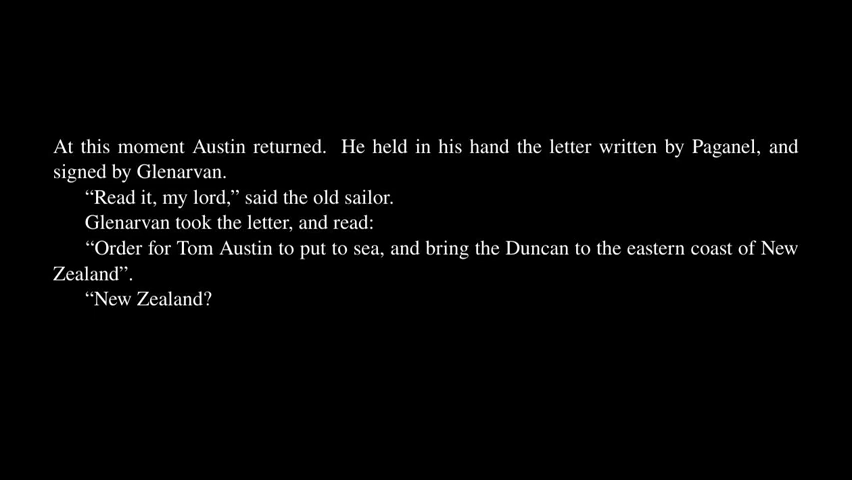 At this moment Austin returned. He held in his hand the letter written by Paganel, and
signed by Glenarvan.
“Read it, my lord,” said the old sailor.
Glenarvan took the letter, and read:
“Order for Tom Austin to put to sea, and bring the Duncan to the eastern coast of New
Zealand”.
“New Zealand?